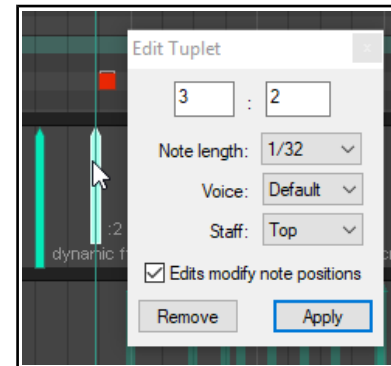 Edit Tuplet
x
3 : 2
Note length: 1/32
Voice: Default
Staff: Top
:2
dynamic f
Edits modify note positions
Remove Apply